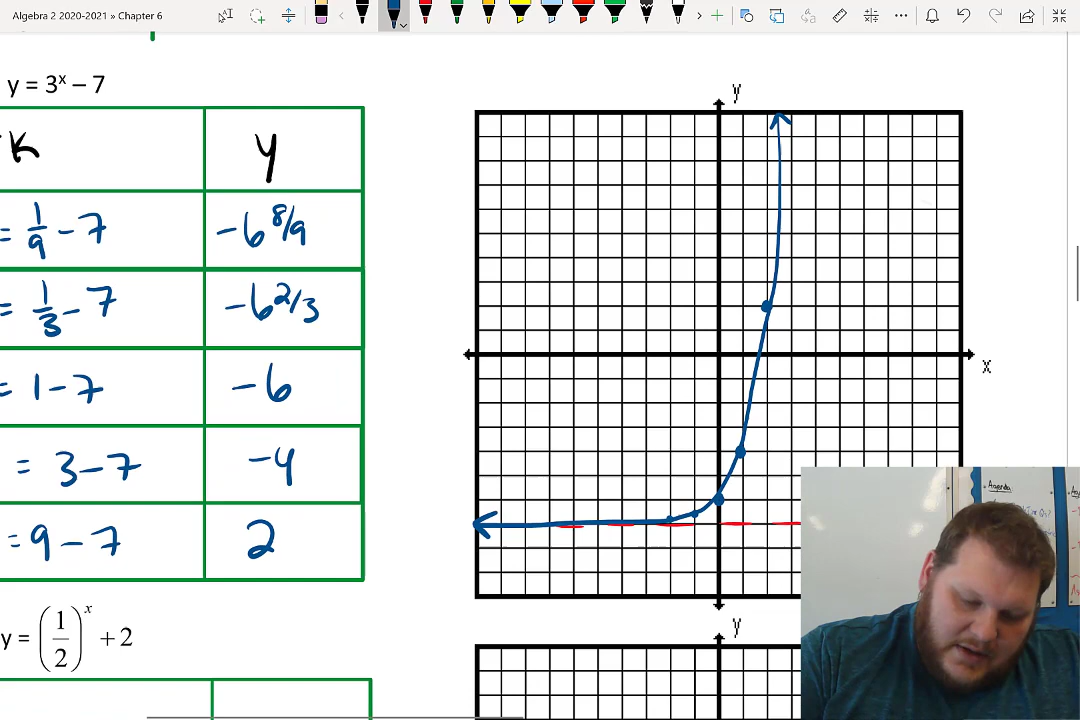 Algebra 2 2020-2021 » Chapter 6
y = 3ˣ – 7
K y
= 1/9 - 7 -6 8/9
= 1/3 - 7 -6 2/3
= 1 - 7 -6
= 3 - 7 -4
= 9 - 7 2
y
x
y = (1/2)ˣ + 2
y
Agenda